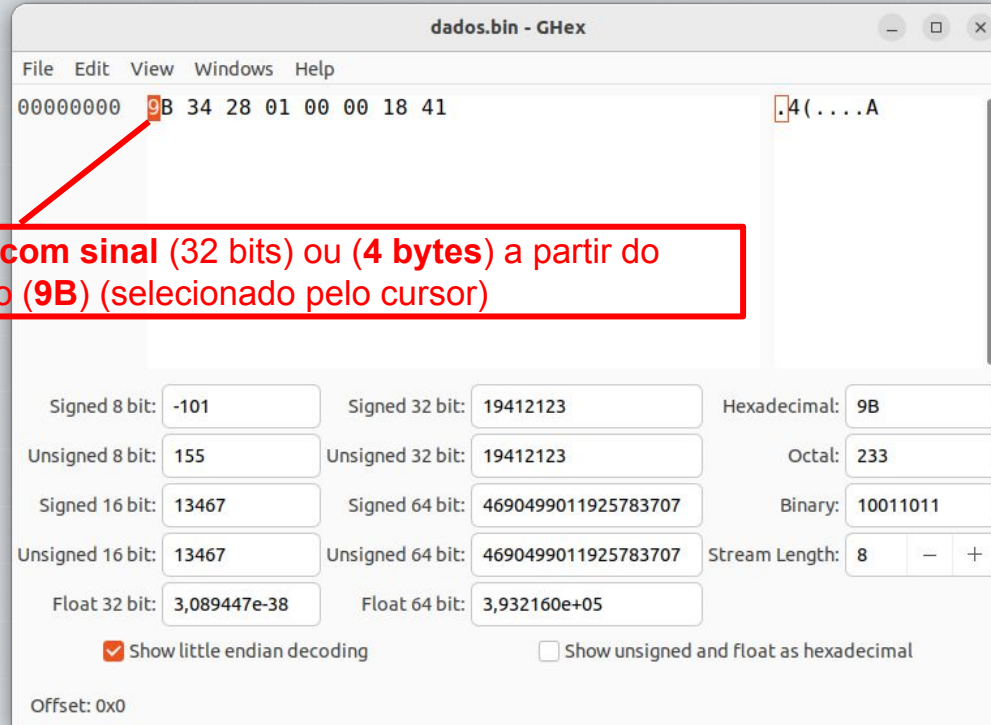 dados.bin - GHex
File Edit View Windows Help
00000000 9B 34 28 01 00 00 18 41 .4(....A
com sinal (32 bits) ou (4 bytes) a partir do
o (9B) (selecionado pelo cursor)
Signed 8 bit: -101 Signed 32 bit: 19412123 Hexadecimal: 9B
Unsigned 8 bit: 155 Unsigned 32 bit: 19412123 Octal: 233
Signed 16 bit: 13467 Signed 64 bit: 4690499011925783707 Binary: 10011011
Unsigned 16 bit: 13467 Unsigned 64 bit: 4690499011925783707 Stream Length: 8 − +
Float 32 bit: 3,089447e-38 Float 64 bit: 3,932160e+05
Show little endian decoding Show unsigned and float as hexadecimal
Offset: 0x0